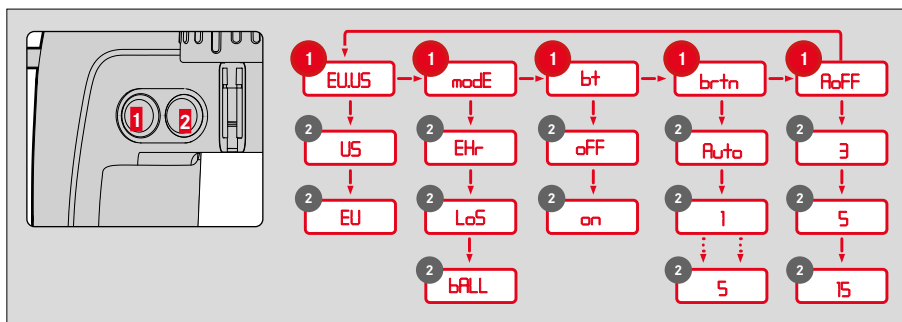 1 2
1 1 1 1 1
EU.US modE bt brtn AoFF
2 2 2 2 2
US EHr oFF Auto 3
2 2 2 2 2
EU LoS on 1 5
2 2 2
bALL 5 15